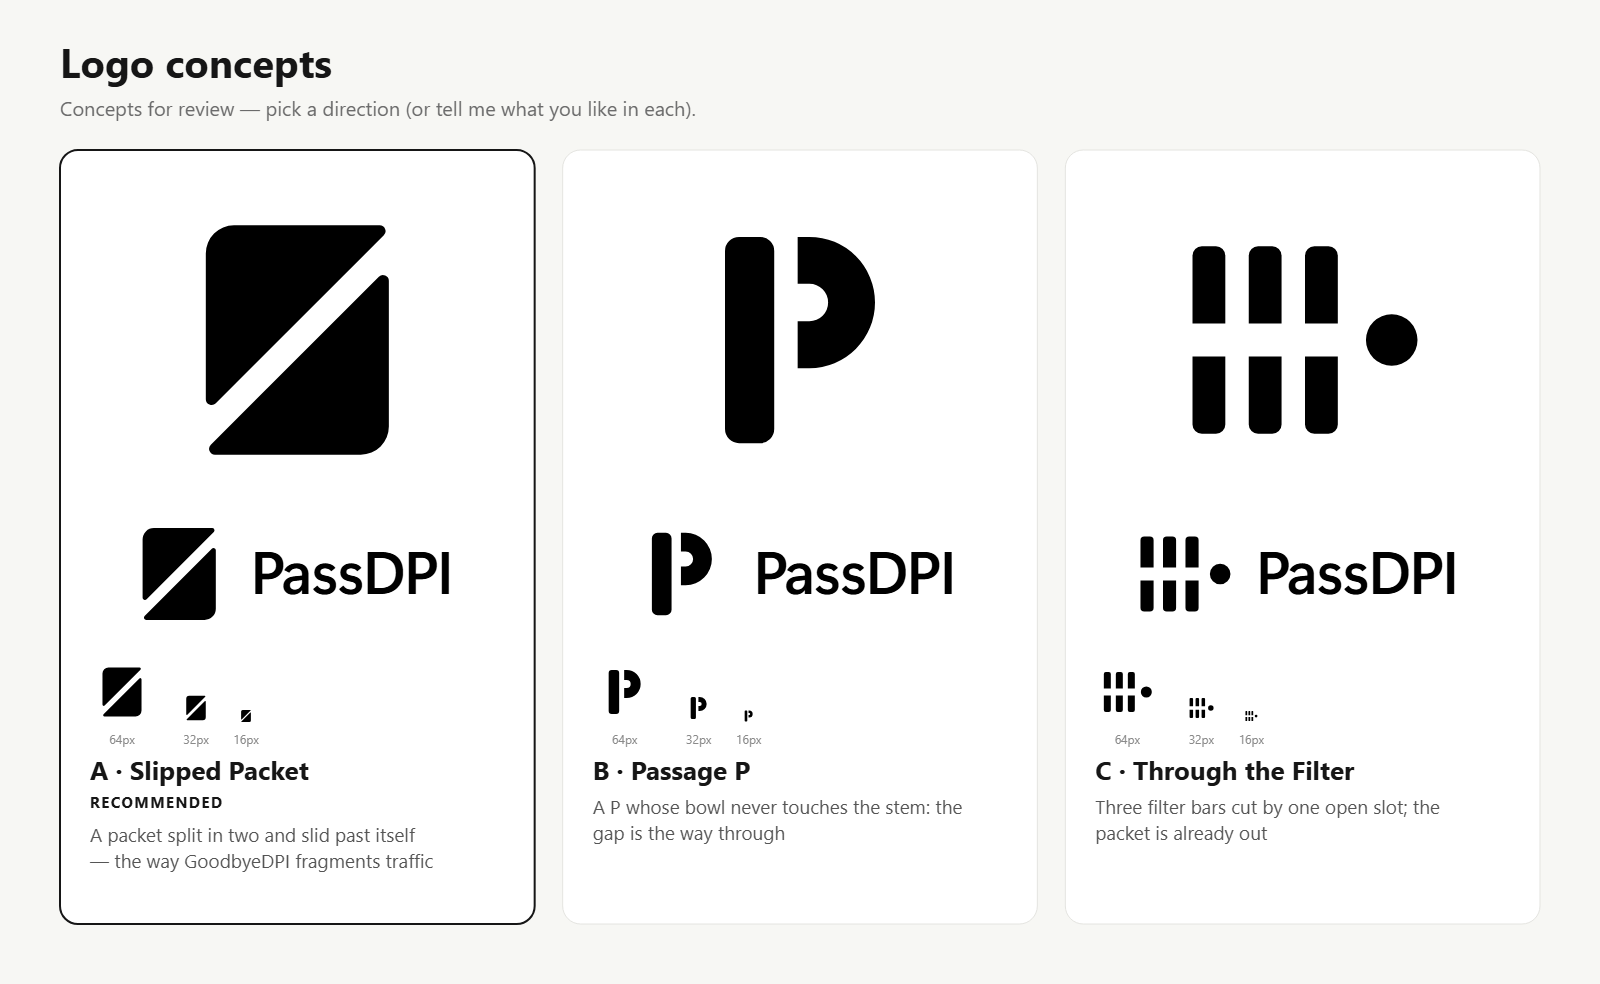 Logo concepts
Concepts for review — pick a direction (or tell me what you like in each).
PassDPI
64px 32px 16px
A · Slipped Packet
RECOMMENDED
A packet split in two and slid past itself
— the way GoodbyeDPI fragments traffic
P
P PassDPI
P P P
64px 32px 16px
B · Passage P
A P whose bowl never touches the stem: the
gap is the way through
PassDPI
64px 32px 16px
C · Through the Filter
Three filter bars cut by one open slot; the
packet is already out